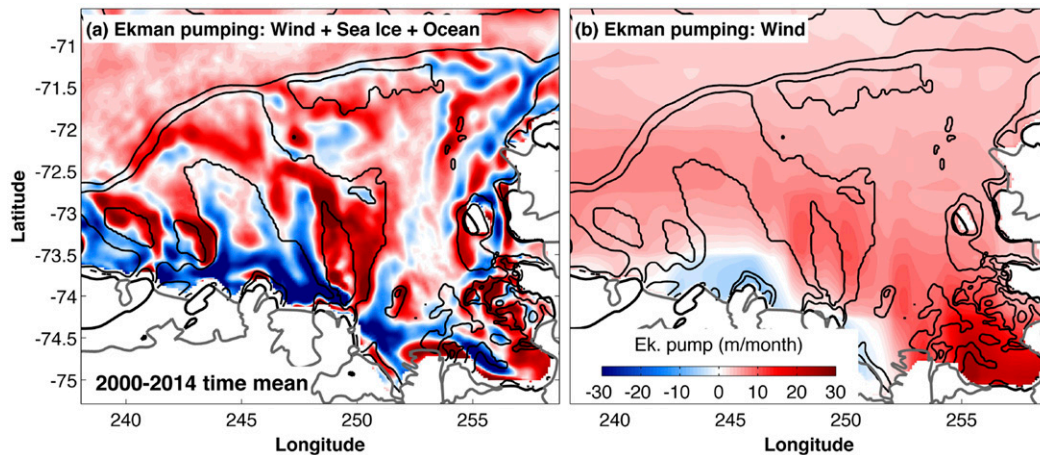 (a) Ekman pumping: Wind + Sea Ice + Ocean
(b) Ekman pumping: Wind
-71
-71.5
-72
-72.5
-73
-73.5
-74
-74.5
-75
Latitude
2000-2014 time mean
Ek. pump (m/month)
-30 -20 -10 0 10 20 30
240 245 250 255
240 245 250 255
Longitude
Longitude